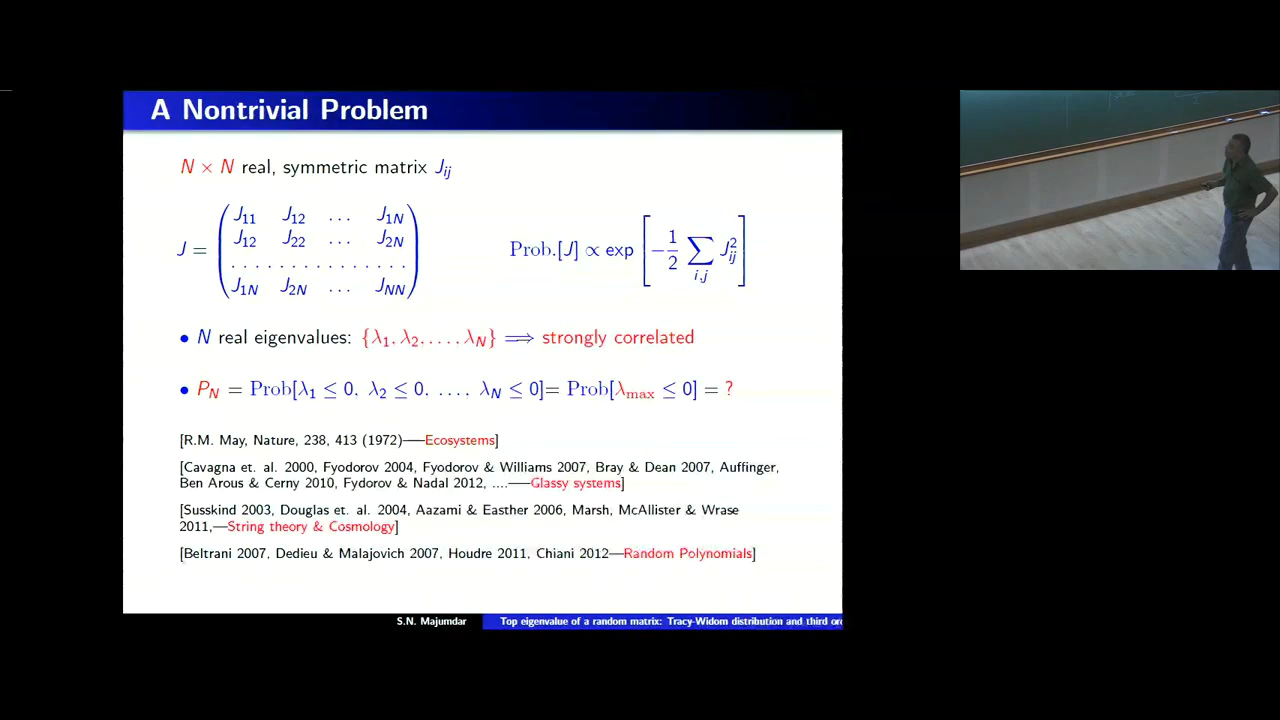 A Nontrivial Problem
N × N real, symmetric matrix J_ij
J = ( J_11 J_12 ... J_1N
J_12 J_22 ... J_2N
. . . . . . . . . . . . . .
J_1N J_2N ... J_NN )
Prob.[J] ∝ exp [ −1/2 ∑_{i,j} J_ij^2 ]
• N real eigenvalues: {λ_1, λ_2, ..., λ_N} ⟹ strongly correlated
• P_N = Prob[λ_1 ≤ 0, λ_2 ≤ 0, ...., λ_N ≤ 0]= Prob[λ_max ≤ 0] = ?
[R.M. May, Nature, 238, 413 (1972)—Ecosystems]
[Cavagna et. al. 2000, Fyodorov 2004, Fyodorov & Williams 2007, Bray & Dean 2007, Auffinger,
Ben Arous & Cerny 2010, Fydorov & Nadal 2012, ....—Glassy systems]
[Susskind 2003, Douglas et. al. 2004, Aazami & Easther 2006, Marsh, McAllister & Wrase
2011,—String theory & Cosmology]
[Beltrani 2007, Dedieu & Malajovich 2007, Houdre 2011, Chiani 2012—Random Polynomials]
S.N. Majumdar Top eigenvalue of a random matrix: Tracy-Widom distribution and third or